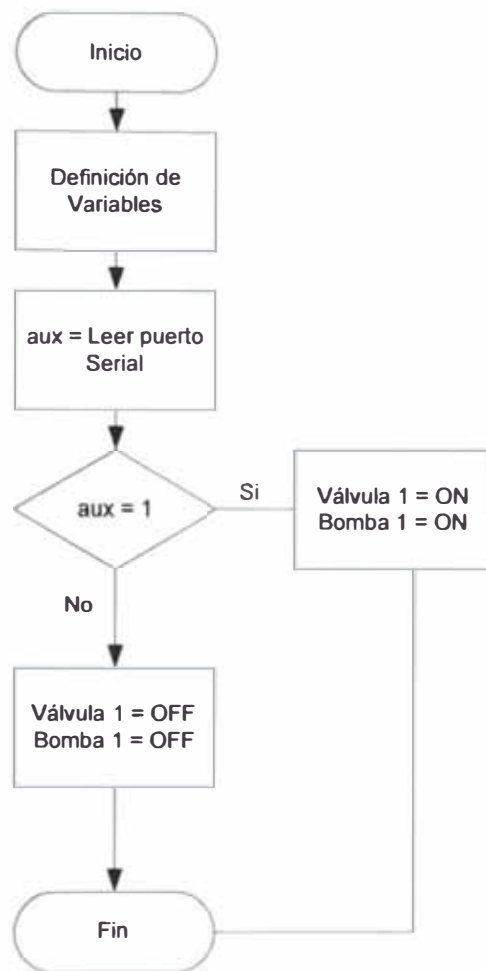 Inicio
Definición de
Variables
aux = Leer puerto
Serial
aux = 1
Si
Válvula 1 = ON
Bomba 1 = ON
No
Válvula 1 = OFF
Bomba 1 = OFF
Fin